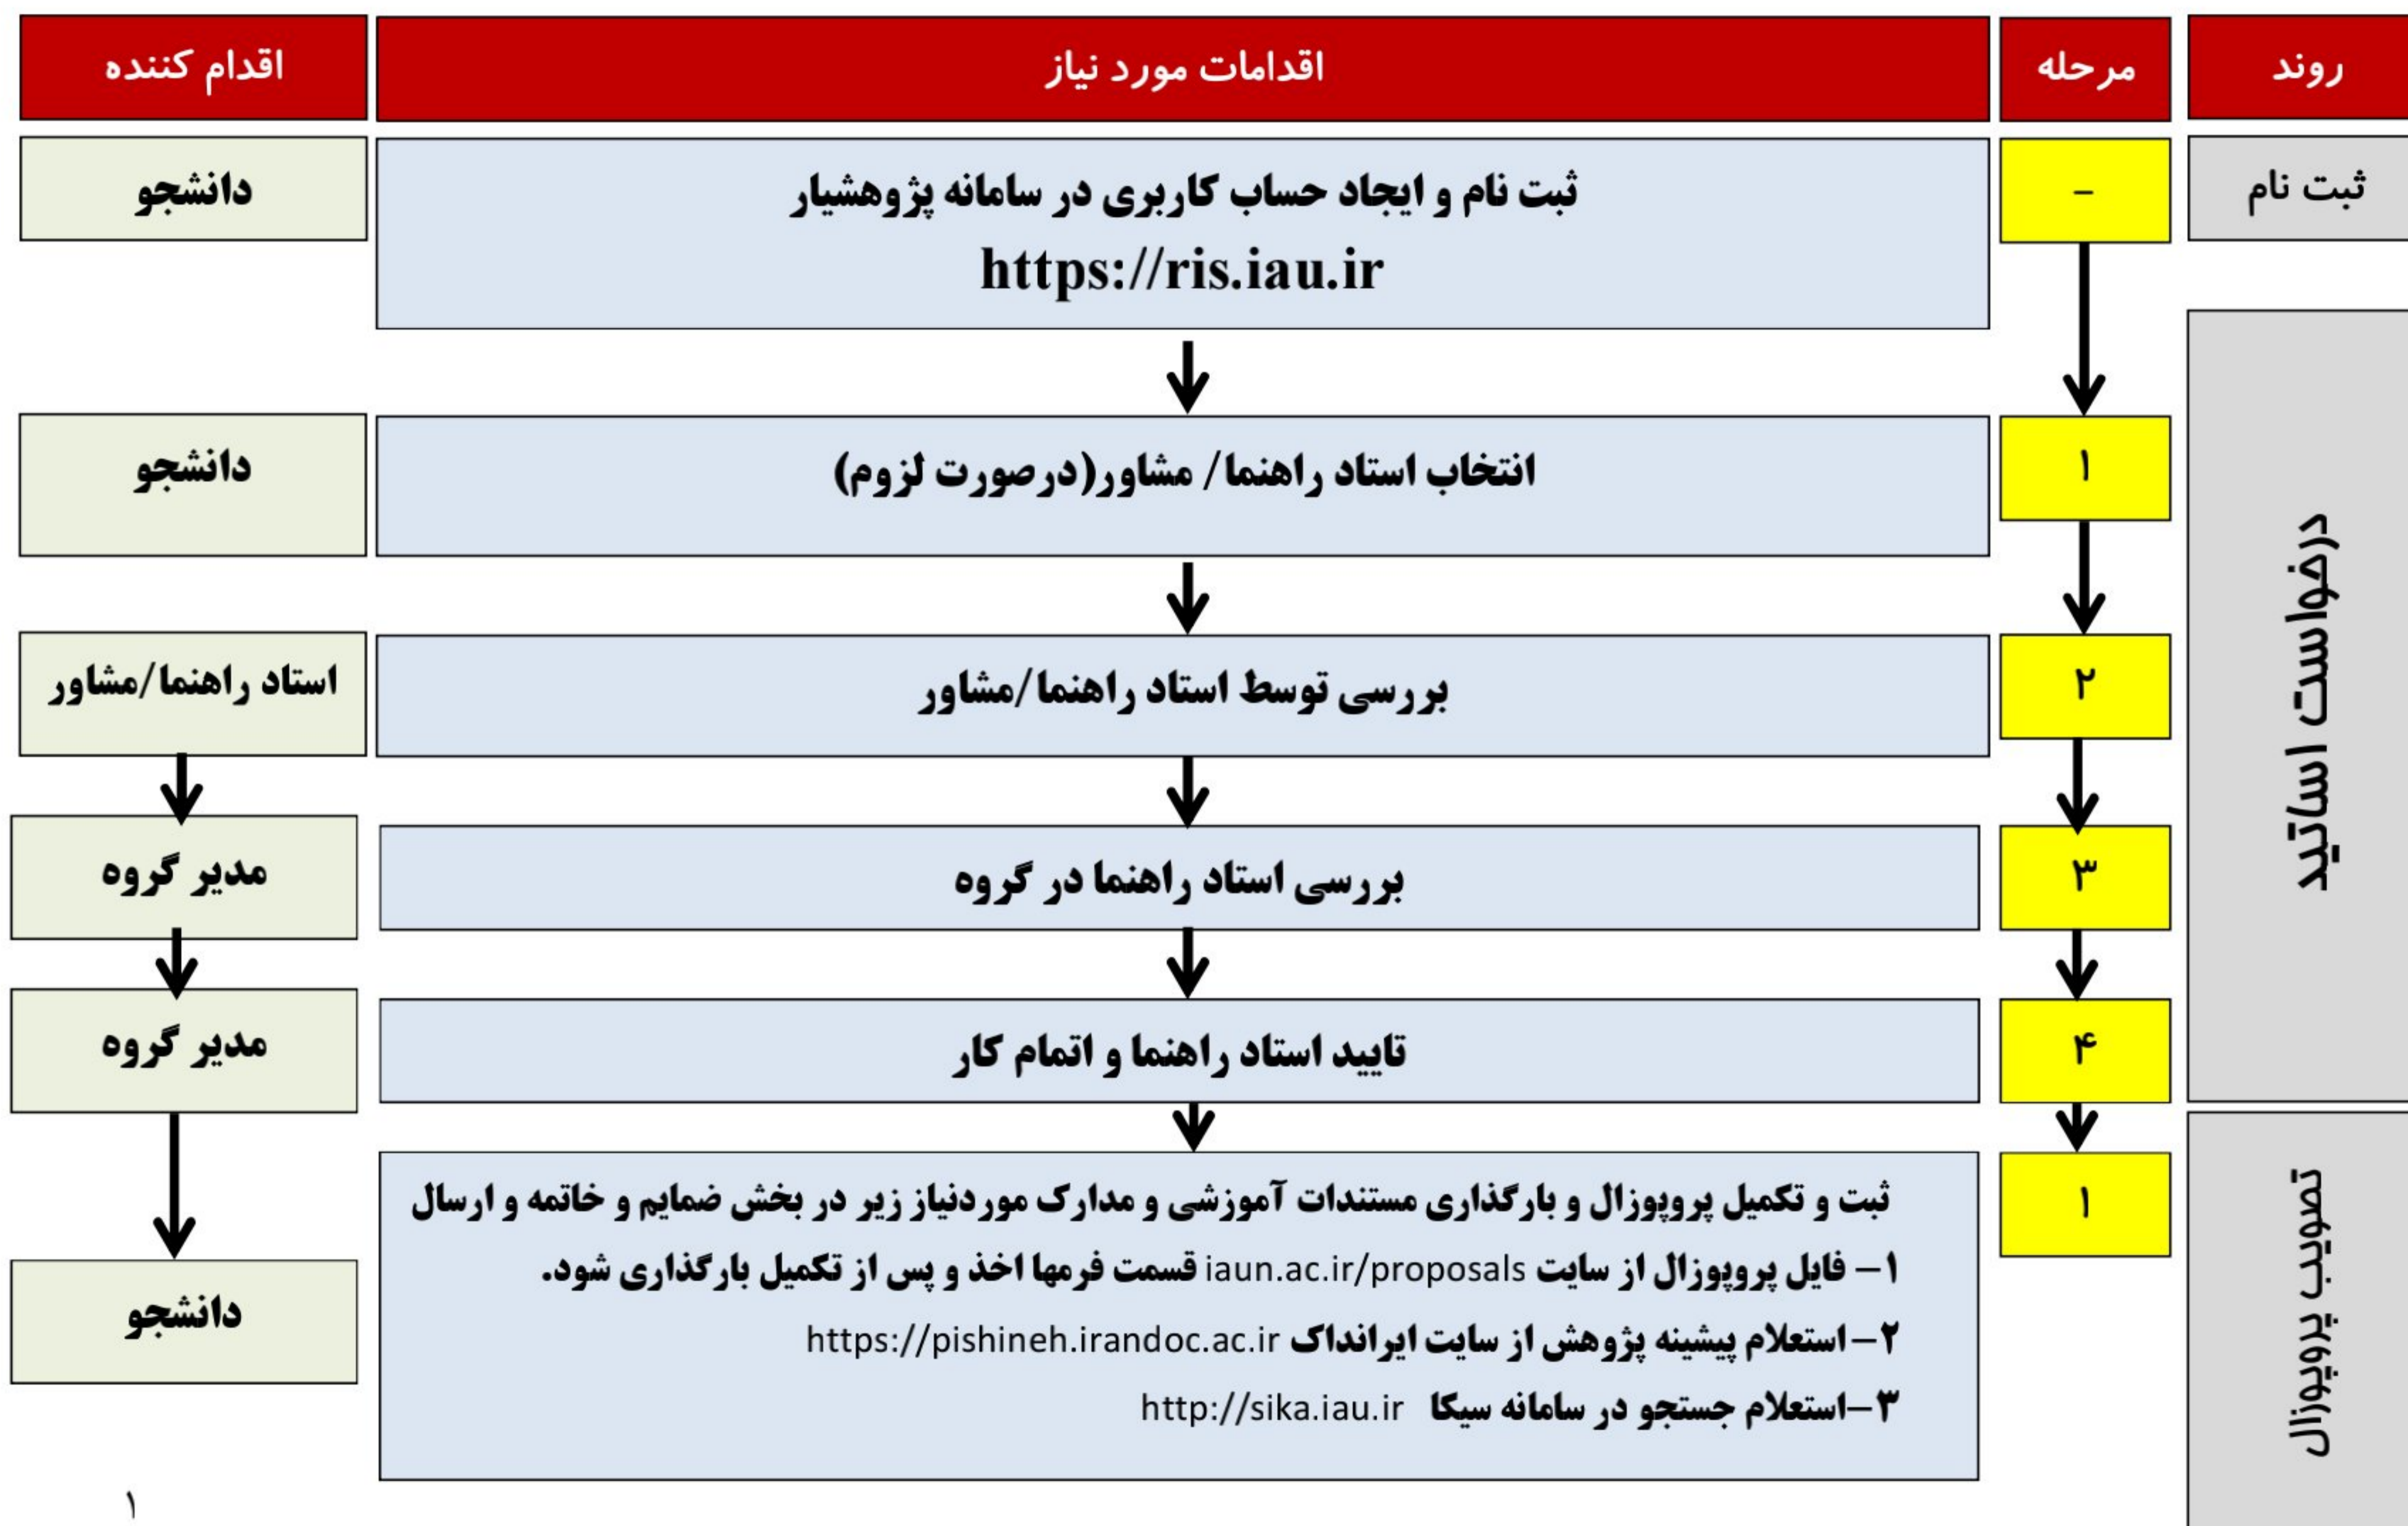 روند
مرحله
اقدامات مورد نیاز
اقدام کننده
ثبت نام
–
ثبت نام و ایجاد حساب کاربری در سامانه پژوهشیار
https://ris.iau.ir
دانشجو
درخواست اساتید
۱
انتخاب استاد راهنما/ مشاور(درصورت لزوم)
دانشجو
۲
بررسی توسط استاد راهنما/مشاور
استاد راهنما/مشاور
۳
بررسی استاد راهنما در گروه
مدیر گروه
۴
تایید استاد راهنما و اتمام کار
مدیر گروه
تصویب پروپوزال
۱
ثبت و تکمیل پروپوزال و بارگذاری مستندات آموزشی و مدارک موردنیاز زیر در بخش ضمایم و خاتمه و ارسال
۱– فایل پروپوزال از سایت iaun.ac.ir/proposals قسمت فرمها اخذ و پس از تکمیل بارگذاری شود.
۲– استعلام پیشینه پژوهش از سایت ایرانداک https://pishineh.irandoc.ac.ir
۳–استعلام جستجو در سامانه سیکا http://sika.iau.ir
دانشجو
۱